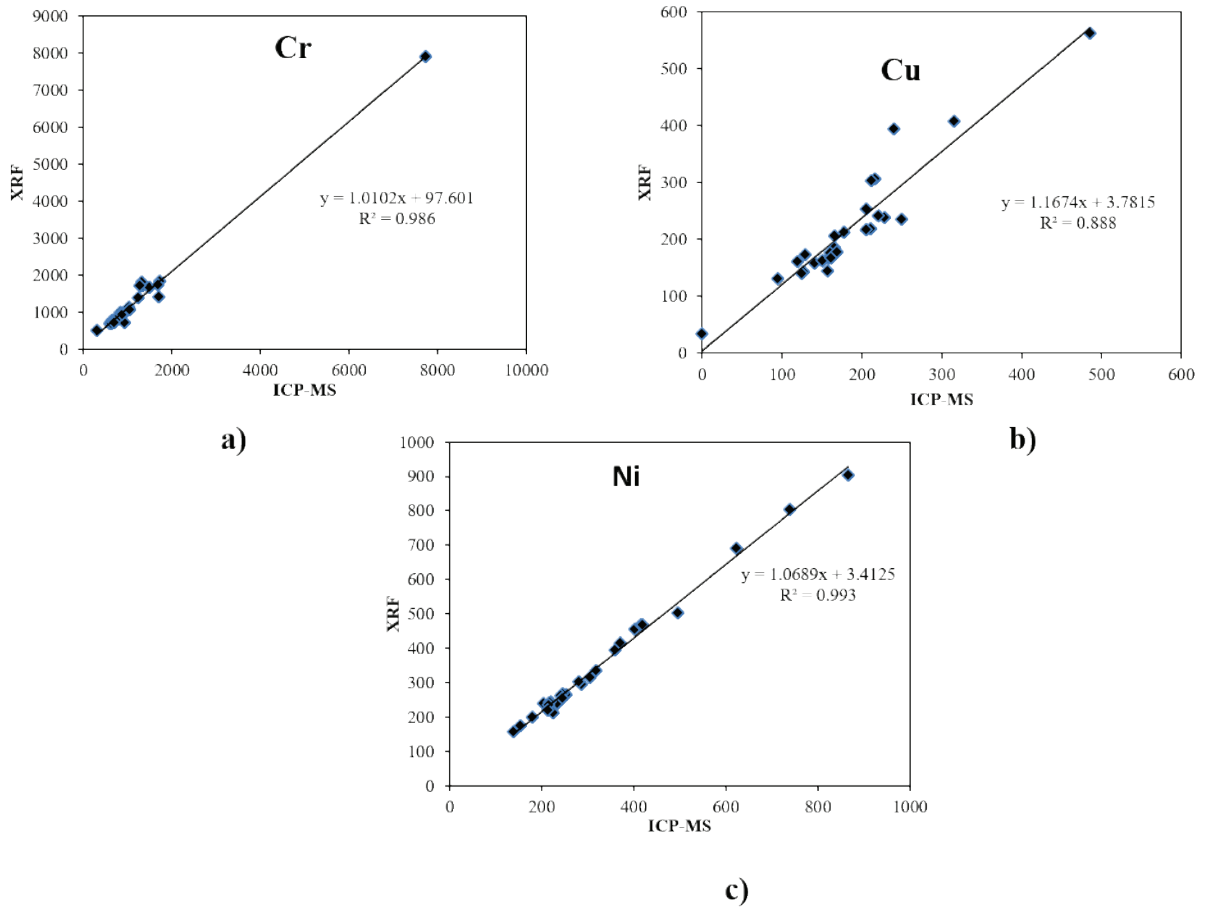 Cr
9000
8000
7000
6000
5000
4000
3000
2000
1000
0
XRF
y = 1.0102x + 97.601
R² = 0.986
0 2000 4000 6000 8000 10000
ICP-MS
a)
Cu
600
500
400
300
200
100
0
XRF
y = 1.1674x + 3.7815
R² = 0.888
0 100 200 300 400 500 600
ICP-MS
b)
Ni
1000
900
800
700
600
500
400
300
200
100
0
XRF
y = 1.0689x + 3.4125
R² = 0.993
0 200 400 600 800 1000
ICP-MS
c)